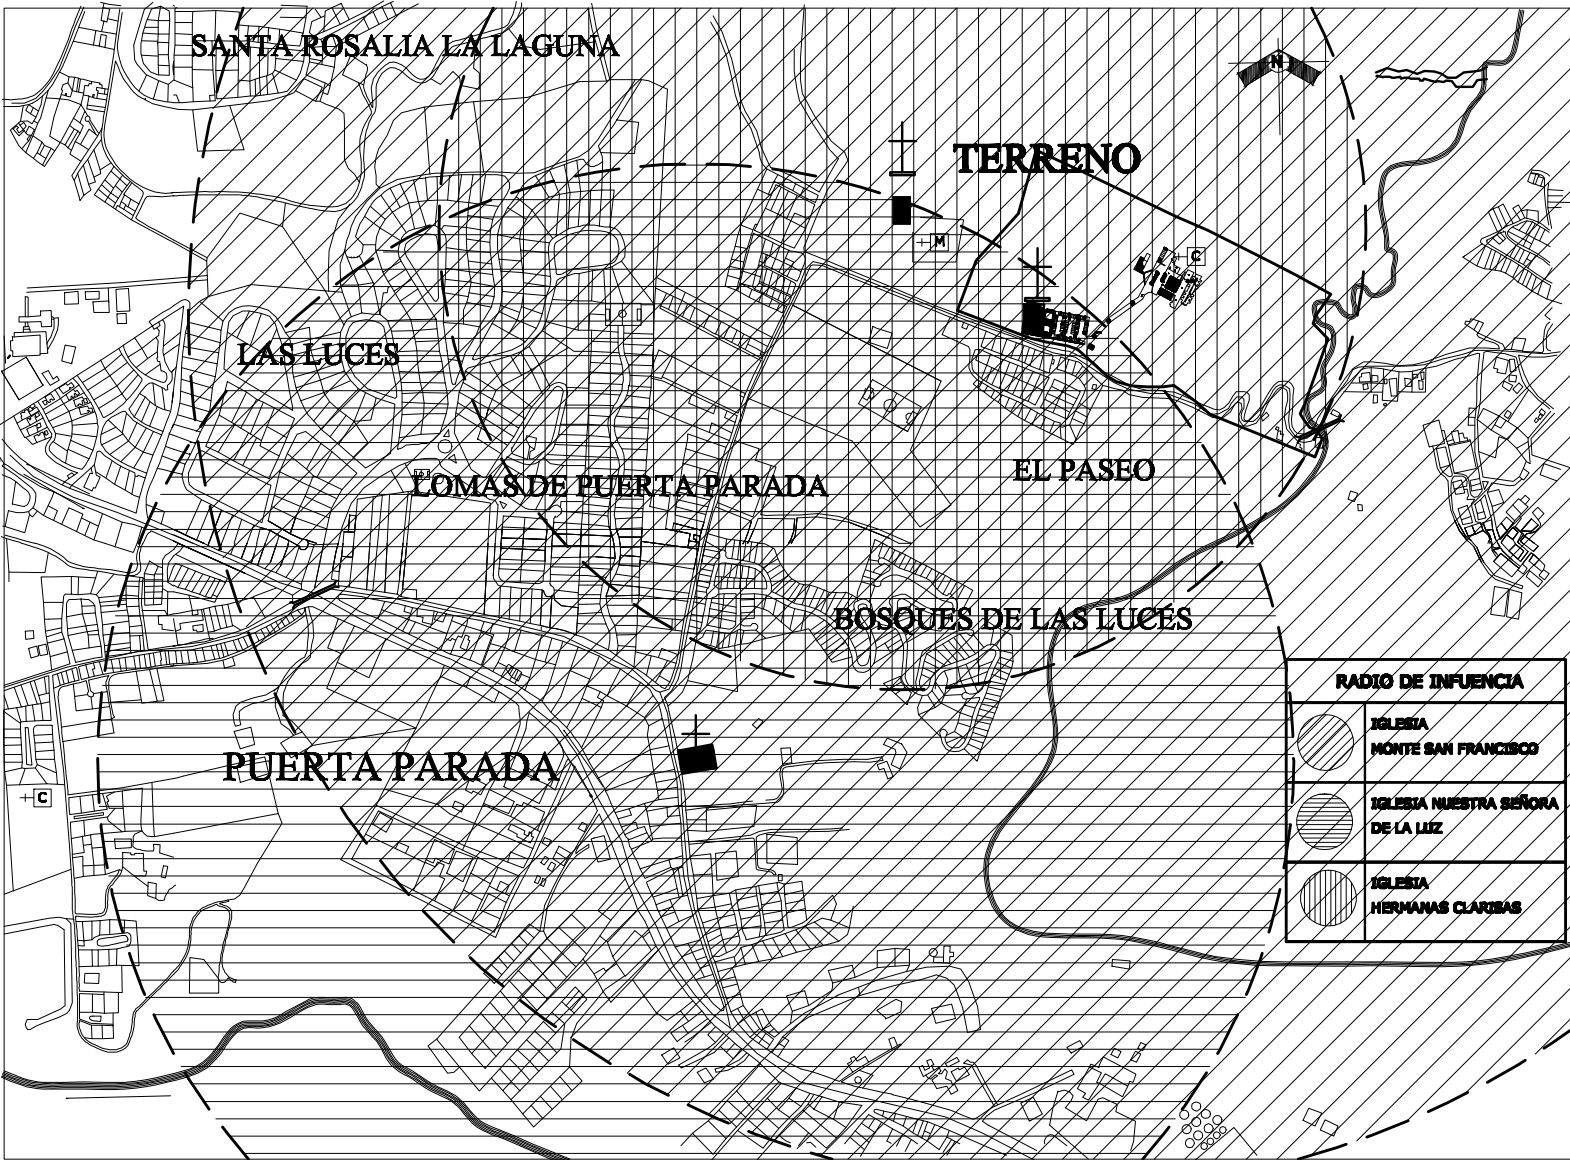 SANTA ROSALIA LA LAGUNA
N
TERRENO
M
C
LAS LUCES
LOMAS DE PUERTA PARADA
EL PASEO
BOSQUES DE LAS LUCES
PUERTA PARADA
C
RADIO DE INFUENCIA
IGLESIA
MONTE SAN FRANCISCO
IGLESIA NUESTRA SEÑORA
DE LA LUZ
IGLESIA
HERMANAS CLARISAS